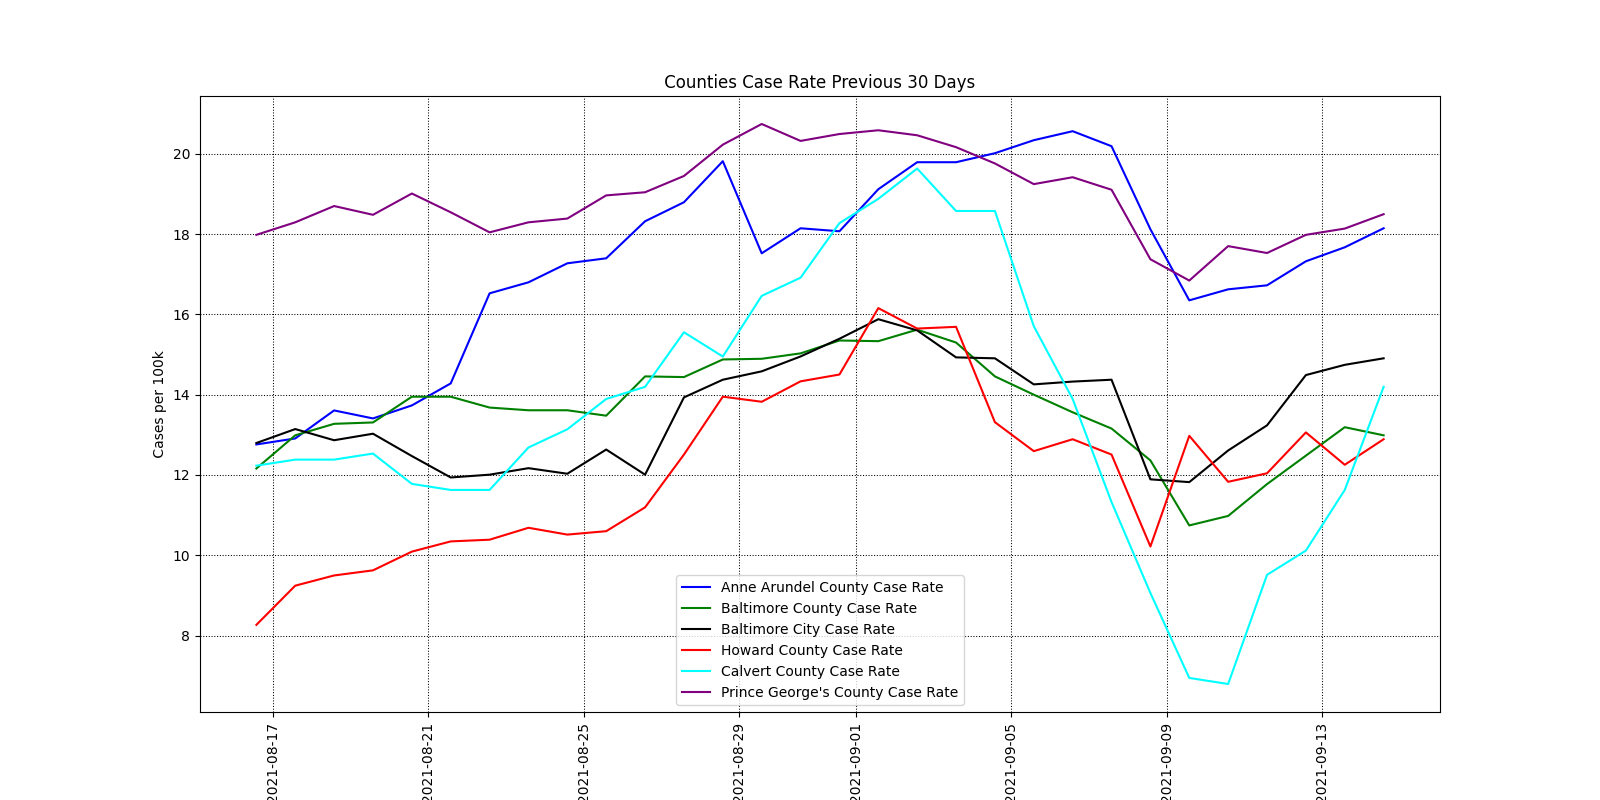 Counties Case Rate Previous 30 Days
Cases per 100k
20
18
16
14
12
10
8
Anne Arundel County Case Rate
Baltimore County Case Rate
Baltimore City Case Rate
Howard County Case Rate
Calvert County Case Rate
Prince George's County Case Rate
2021-08-17
2021-08-21
2021-08-25
2021-08-29
2021-09-01
2021-09-05
2021-09-09
2021-09-13